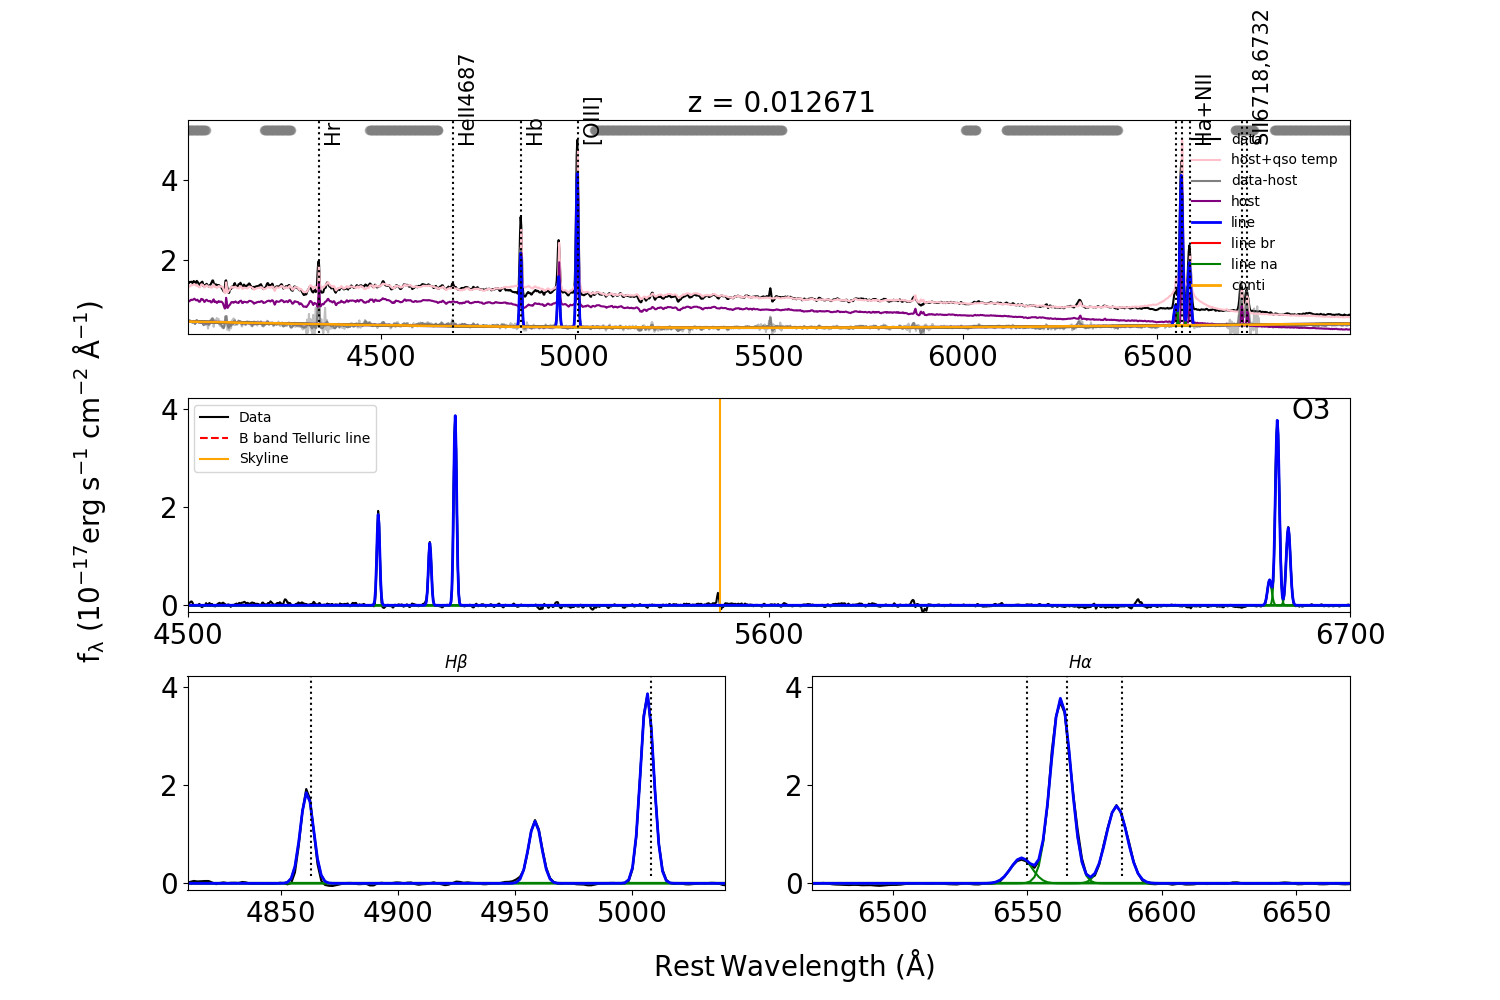 z = 0.012671
Hr
HeII4687
Hb
[OIII]
Ha+NII
SII6718,6732
data
host+qso temp
data-host
host
line
line br
line na
conti
4
2
4500
5000
5500
6000
6500
Data
B band Telluric line
Skyline
O3
4
2
0
4500
5600
6700
fλ (10−17erg s−1 cm−2 Å−1)
Hβ
4
2
0
4850
4900
4950
5000
Hα
4
2
0
6500
6550
6600
6650
Rest Wavelength (Å)